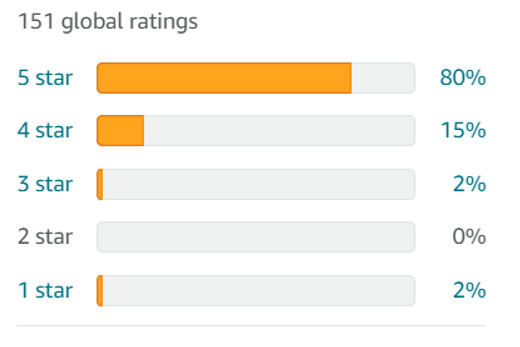 151 global ratings
5 star 80%
4 star 15%
3 star 2%
2 star 0%
1 star 2%